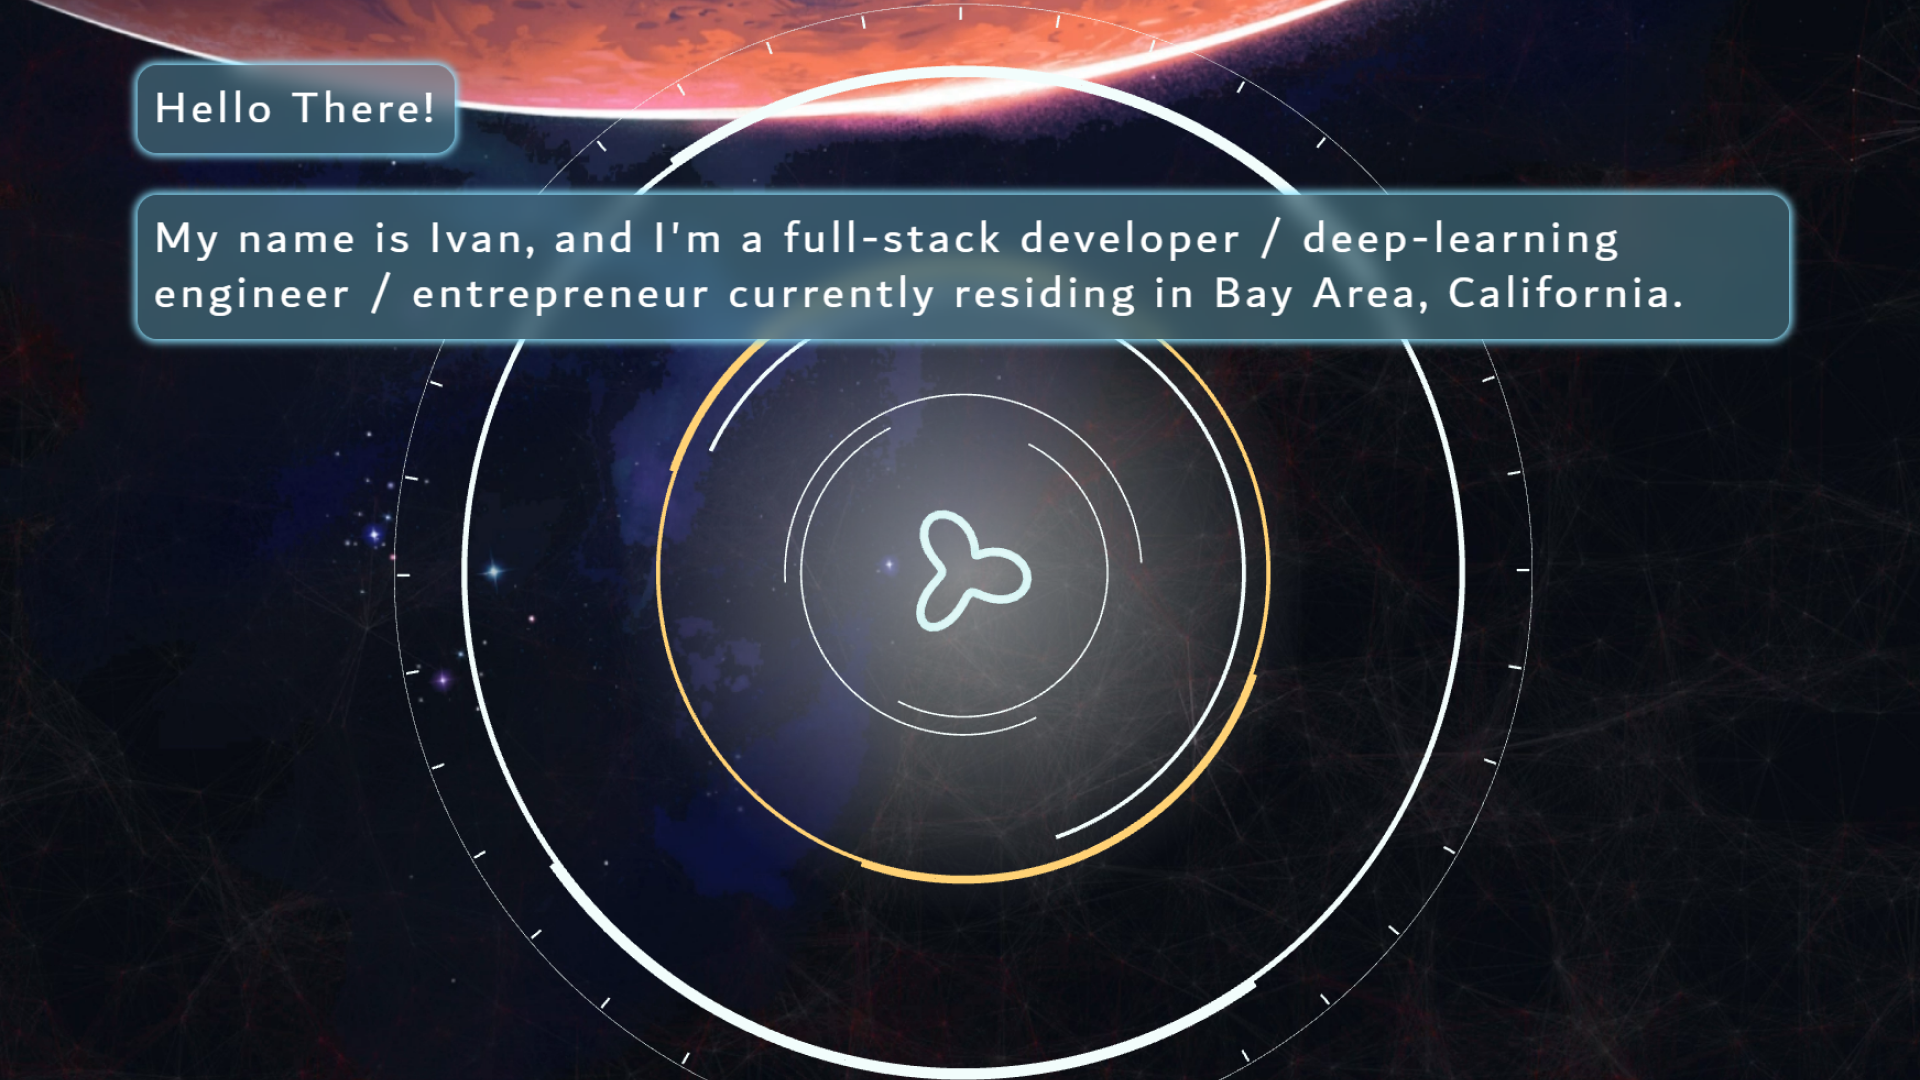 Hello There!
My name is Ivan, and I'm a full-stack developer / deep-learning
engineer / entrepreneur currently residing in Bay Area, California.